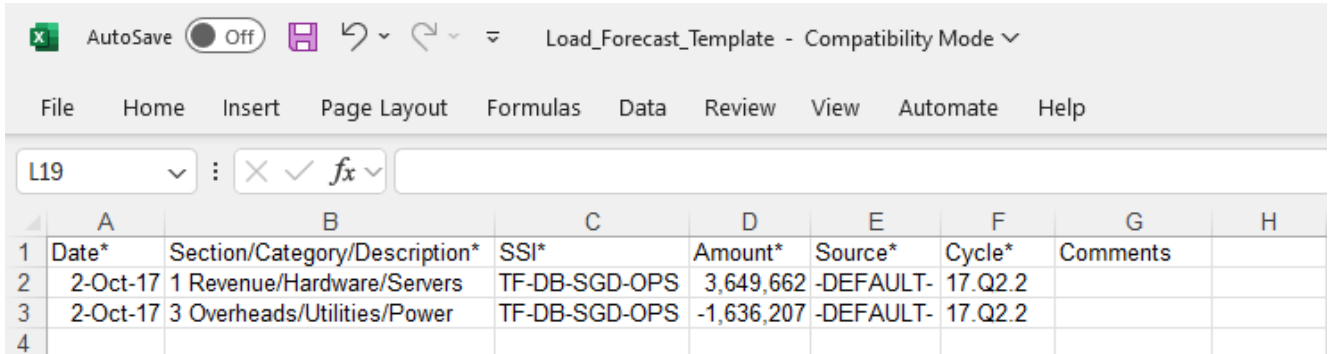 AutoSave Off Load_Forecast_Template - Compatibility Mode
File Home Insert Page Layout Formulas Data Review View Automate Help
L19 fx
A B C D E F G H
1 Date* Section/Category/Description* SSI* Amount* Source* Cycle* Comments
2 2-Oct-17 1 Revenue/Hardware/Servers TF-DB-SGD-OPS 3,649,662 -DEFAULT- 17.Q2.2
3 2-Oct-17 3 Overheads/Utilities/Power TF-DB-SGD-OPS -1,636,207 -DEFAULT- 17.Q2.2
4